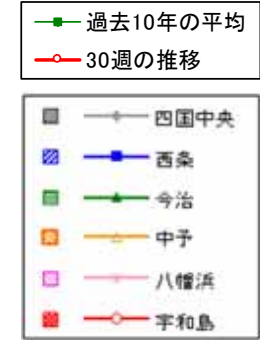 過去10年の平均
30週の推移
四国中央
西条
今治
中予
八幡浜
宇和島